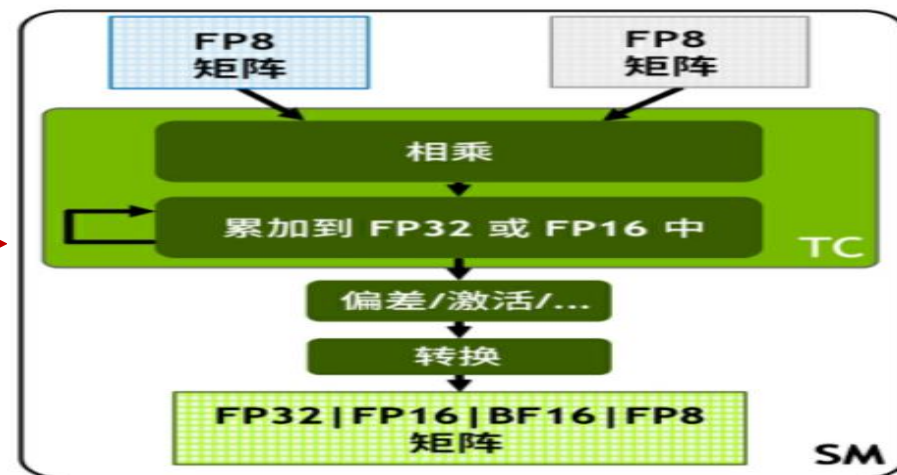 FP8
矩阵
FP8
矩阵
相乘
累加到 FP32 或 FP16 中
TC
偏差/激活/...
转换
FP32|FP16|BF16|FP8
矩阵
SM